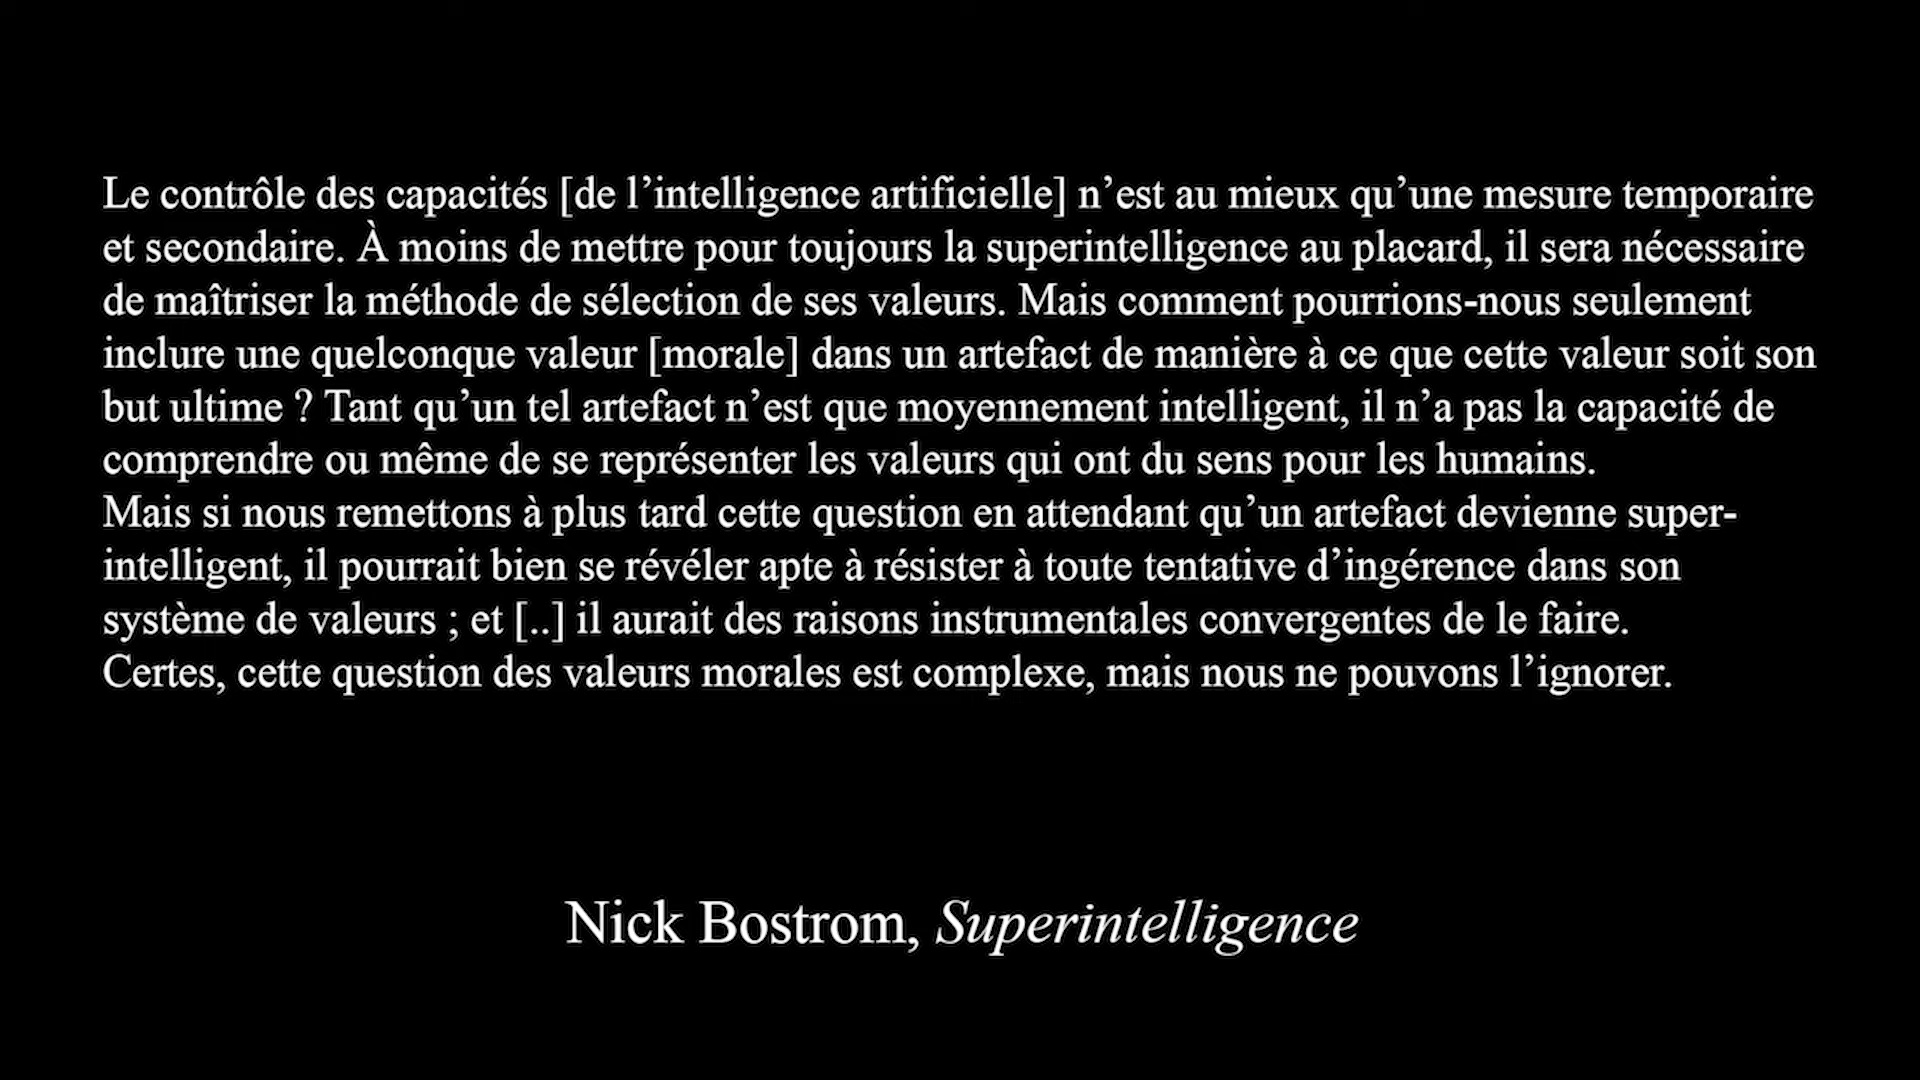 Le contrôle des capacités [de l’intelligence artificielle] n’est au mieux qu’une mesure temporaire
et secondaire. À moins de mettre pour toujours la superintelligence au placard, il sera nécessaire
de maîtriser la méthode de sélection de ses valeurs. Mais comment pourrions-nous seulement
inclure une quelconque valeur [morale] dans un artefact de manière à ce que cette valeur soit son
but ultime ? Tant qu’un tel artefact n’est que moyennement intelligent, il n’a pas la capacité de
comprendre ou même de se représenter les valeurs qui ont du sens pour les humains.
Mais si nous remettons à plus tard cette question en attendant qu’un artefact devienne super-
intelligent, il pourrait bien se révéler apte à résister à toute tentative d’ingérence dans son
système de valeurs ; et [..] il aurait des raisons instrumentales convergentes de le faire.
Certes, cette question des valeurs morales est complexe, mais nous ne pouvons l’ignorer.
Nick Bostrom, Superintelligence